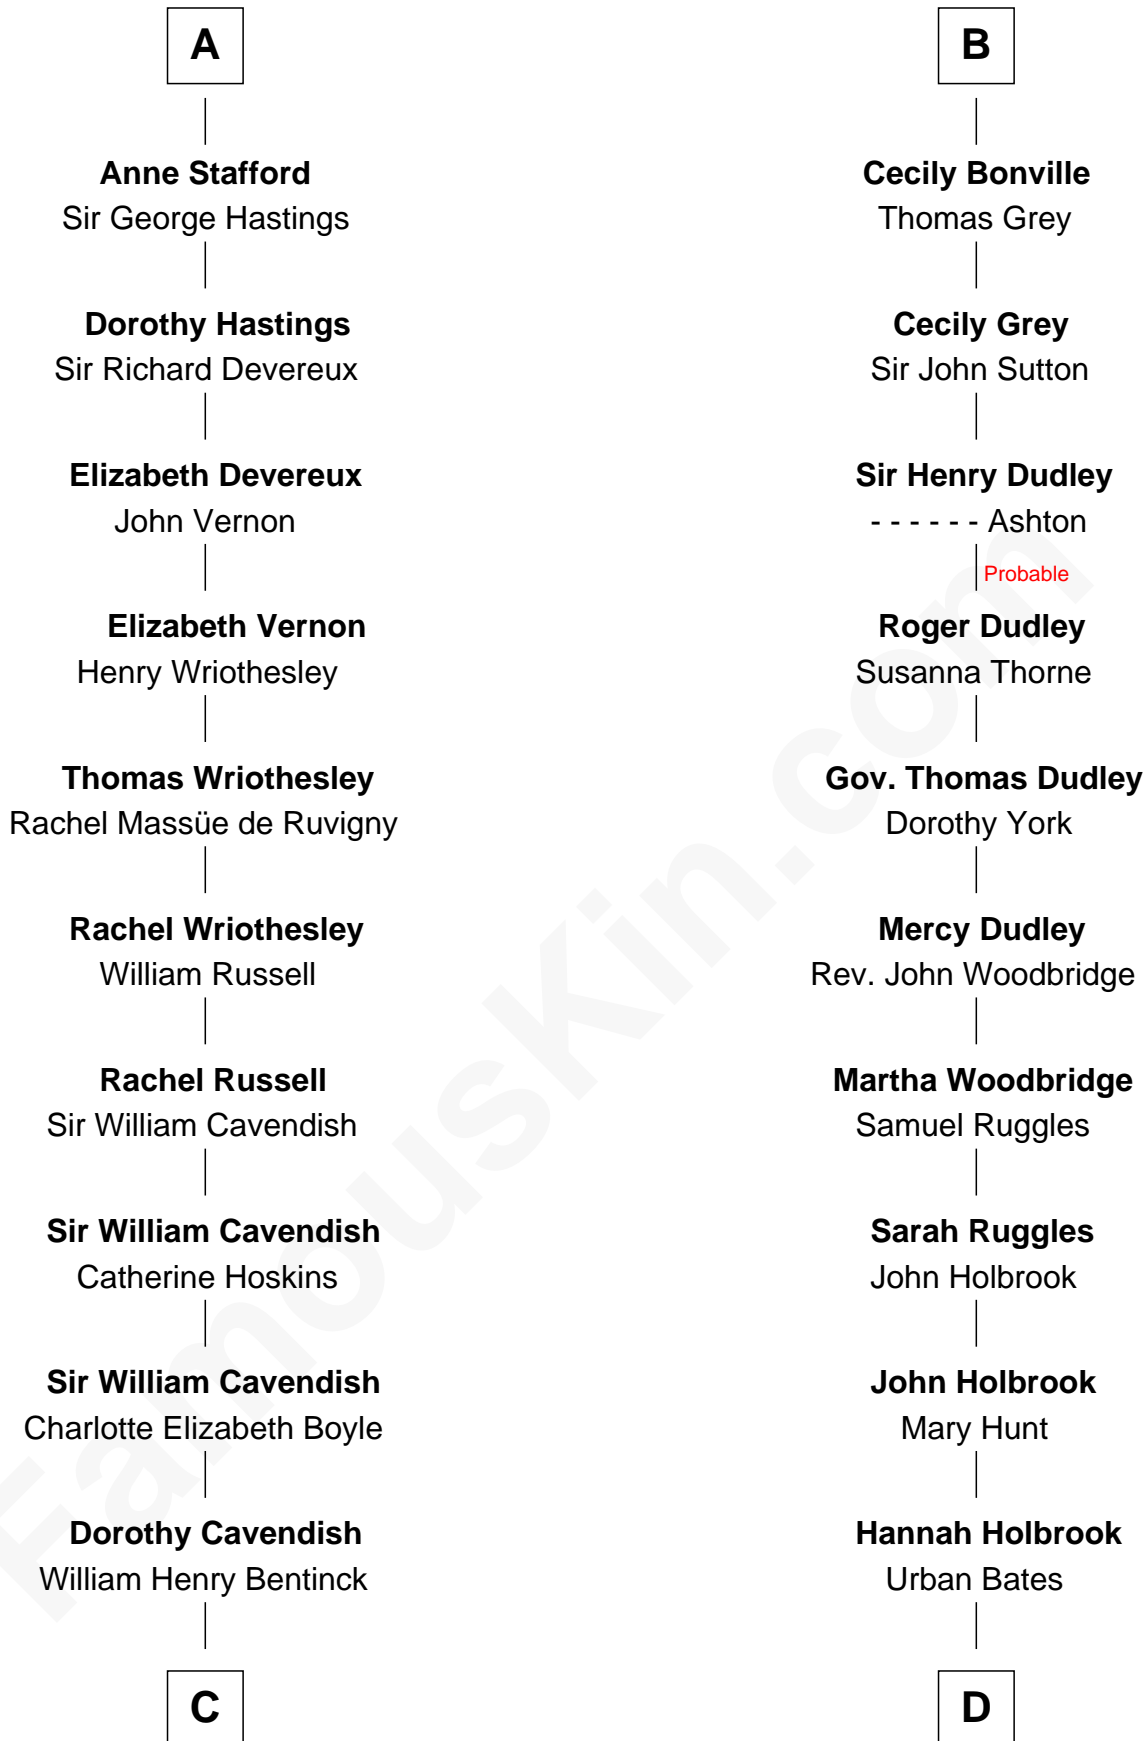 A
Anne Stafford
Sir George Hastings
Dorothy Hastings
Sir Richard Devereux
Elizabeth Devereux
John Vernon
Elizabeth Vernon
Henry Wriothesley
Thomas Wriothesley
Rachel Massüe de Ruvigny
Rachel Wriothesley
William Russell
Rachel Russell
Sir William Cavendish
Sir William Cavendish
Catherine Hoskins
Sir William Cavendish
Charlotte Elizabeth Boyle
Dorothy Cavendish
William Henry Bentinck
C
B
Cecily Bonville
Thomas Grey
Cecily Grey
Sir John Sutton
Sir Henry Dudley
- - - - - - Ashton
Probable
Roger Dudley
Susanna Thorne
Gov. Thomas Dudley
Dorothy York
Mercy Dudley
Rev. John Woodbridge
Martha Woodbridge
Samuel Ruggles
Sarah Ruggles
John Holbrook
John Holbrook
Mary Hunt
Hannah Holbrook
Urban Bates
D
FamousKin.com